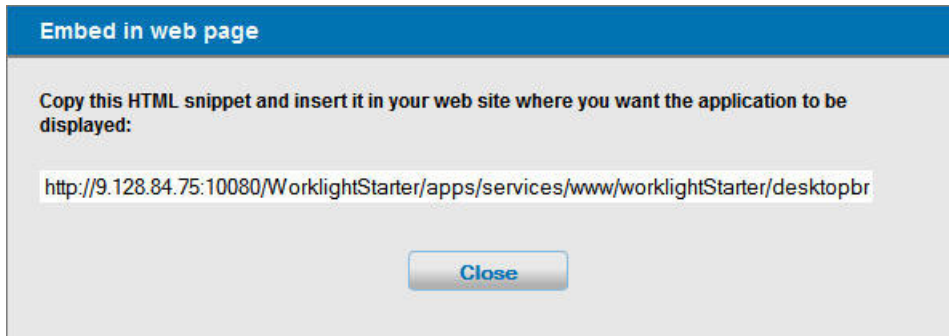 Embed in web page
Copy this HTML snippet and insert it in your web site where you want the application to be
displayed:
http://9.128.84.75:10080/WorklightStarter/apps/services/www/worklightStarter/desktopbr
Close